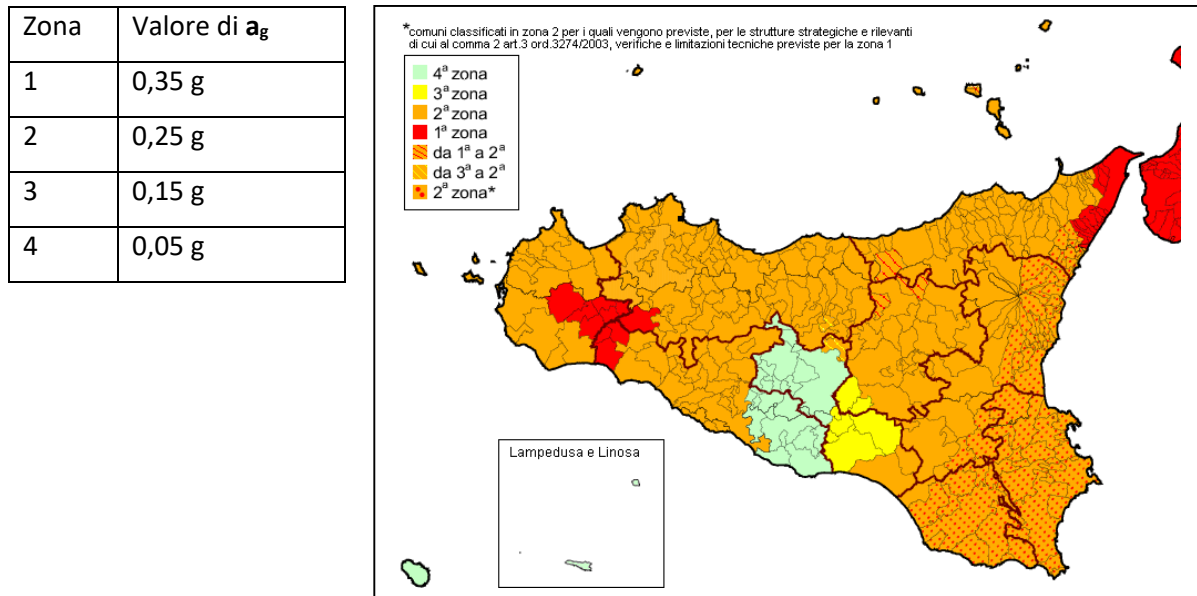 Zona Valore di ag
1 0,35 g
2 0,25 g
3 0,15 g
4 0,05 g
*comuni classificati in zona 2 per i quali vengono previste, per le strutture strategiche e rilevanti
di cui al comma 2 art.3 ord.3274/2003, verifiche e limitazioni tecniche previste per la zona 1
4ª zona
3ª zona
2ª zona
1ª zona
da 1ª a 2ª
da 3ª a 2ª
2ª zona*
Lampedusa e Linosa